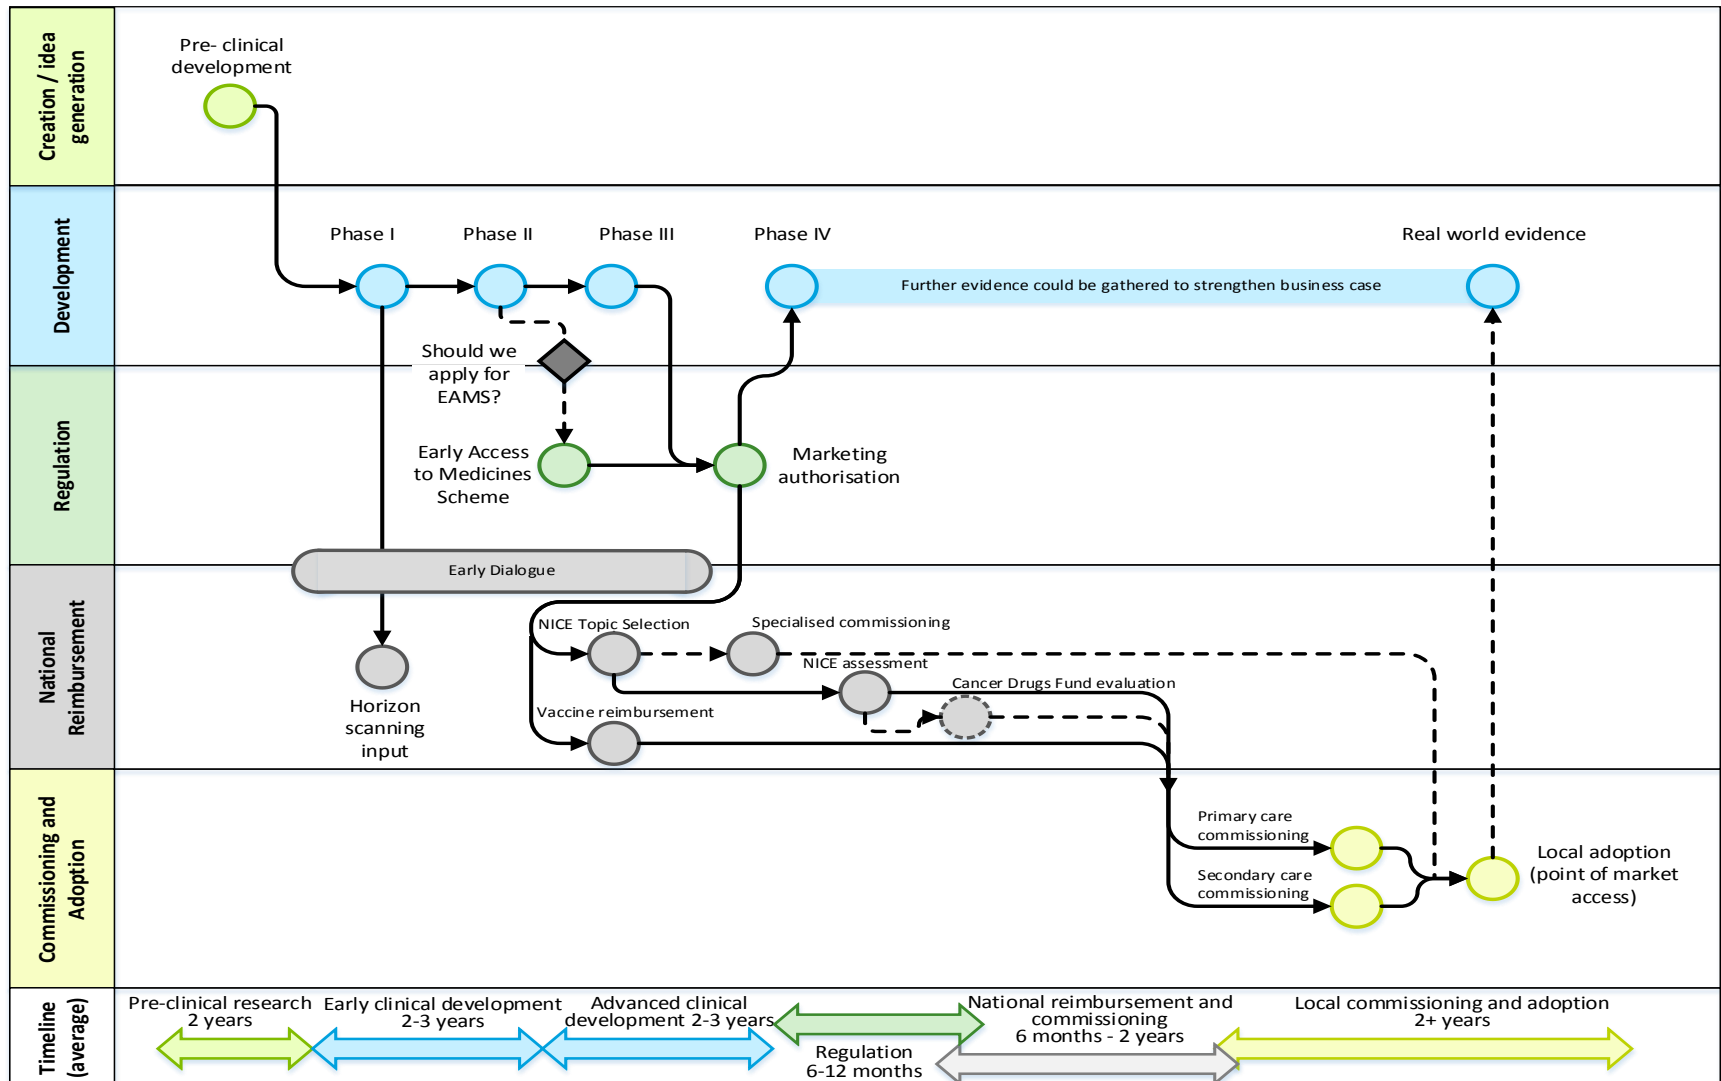 Creation / idea
generation
Pre- clinical
development
Development
Phase I
Phase II
Phase III
Phase IV
Real world evidence
Further evidence could be gathered to strengthen business case
Should we
apply for
EAMS?
Regulation
Early Access
to Medicines
Scheme
Marketing
authorisation
Early Dialogue
National
Reimbursement
NICE Topic Selection
Specialised commissioning
NICE assessment
Cancer Drugs Fund evaluation
Vaccine reimbursement
Horizon
scanning
input
Commissioning and
Adoption
Primary care
commissioning
Secondary care
commissioning
Local adoption
(point of market
access)
Timeline
(average)
Pre-clinical research
2 years
Early clinical development
2-3 years
Advanced clinical
development 2-3 years
Regulation
6-12 months
National reimbursement and
commissioning
6 months - 2 years
Local commissioning and adoption
2+ years